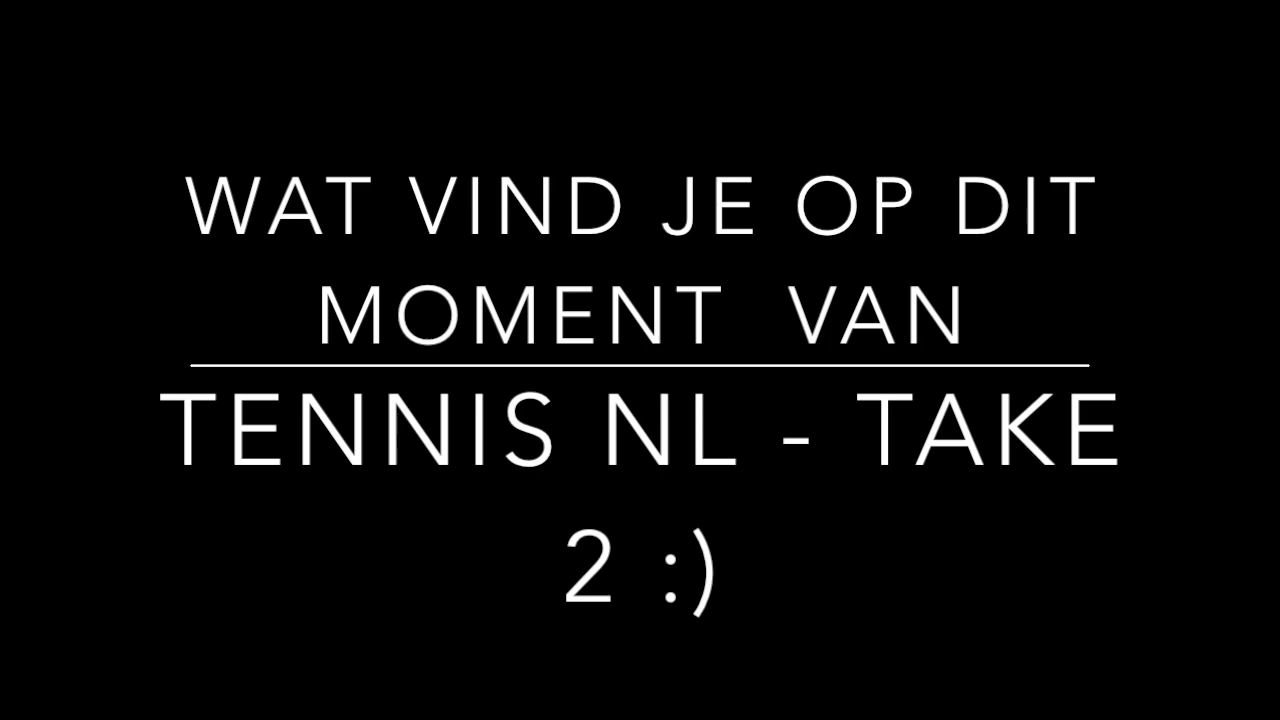 WAT VIND JE OP DIT
MOMENT VAN
TENNIS NL - TAKE
2 :)